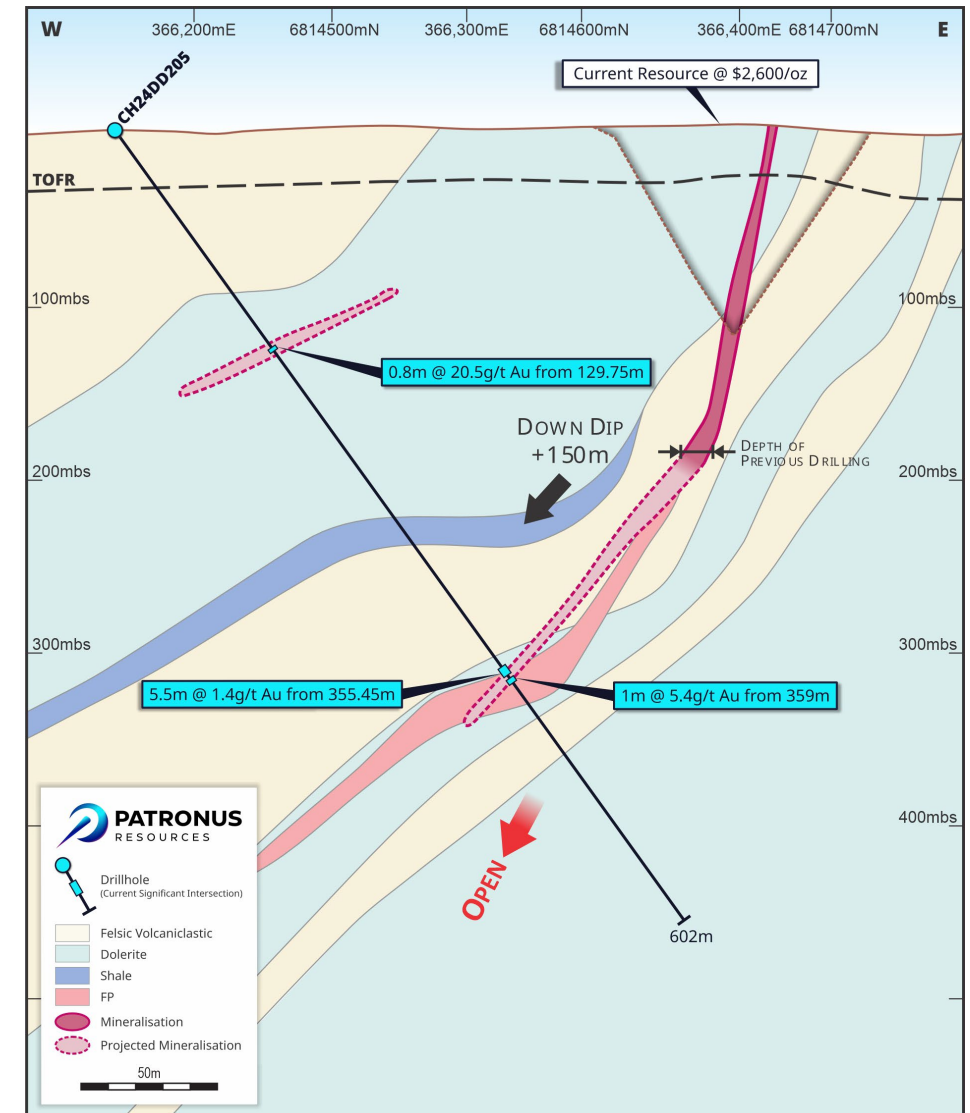 W
366,200mE
6814500mN
366,300mE
6814600mN
366,400mE
6814700mN
E
CH24DD205
Current Resource @ $2,600/oz
TOFR
100mbs
100mbs
0.8m @ 20.5g/t Au from 129.75m
DOWN DIP
+150m
DEPTH OF
PREVIOUS DRILLING
200mbs
200mbs
300mbs
300mbs
5.5m @ 1.4g/t Au from 355.45m
1m @ 5.4g/t Au from 359m
400mbs
OPEN
602m
PATRONUS
RESOURCES
Drillhole
(Current Significant Intersection)
Felsic Volcaniclastic
Dolerite
Shale
FP
Mineralisation
Projected Mineralisation
50m